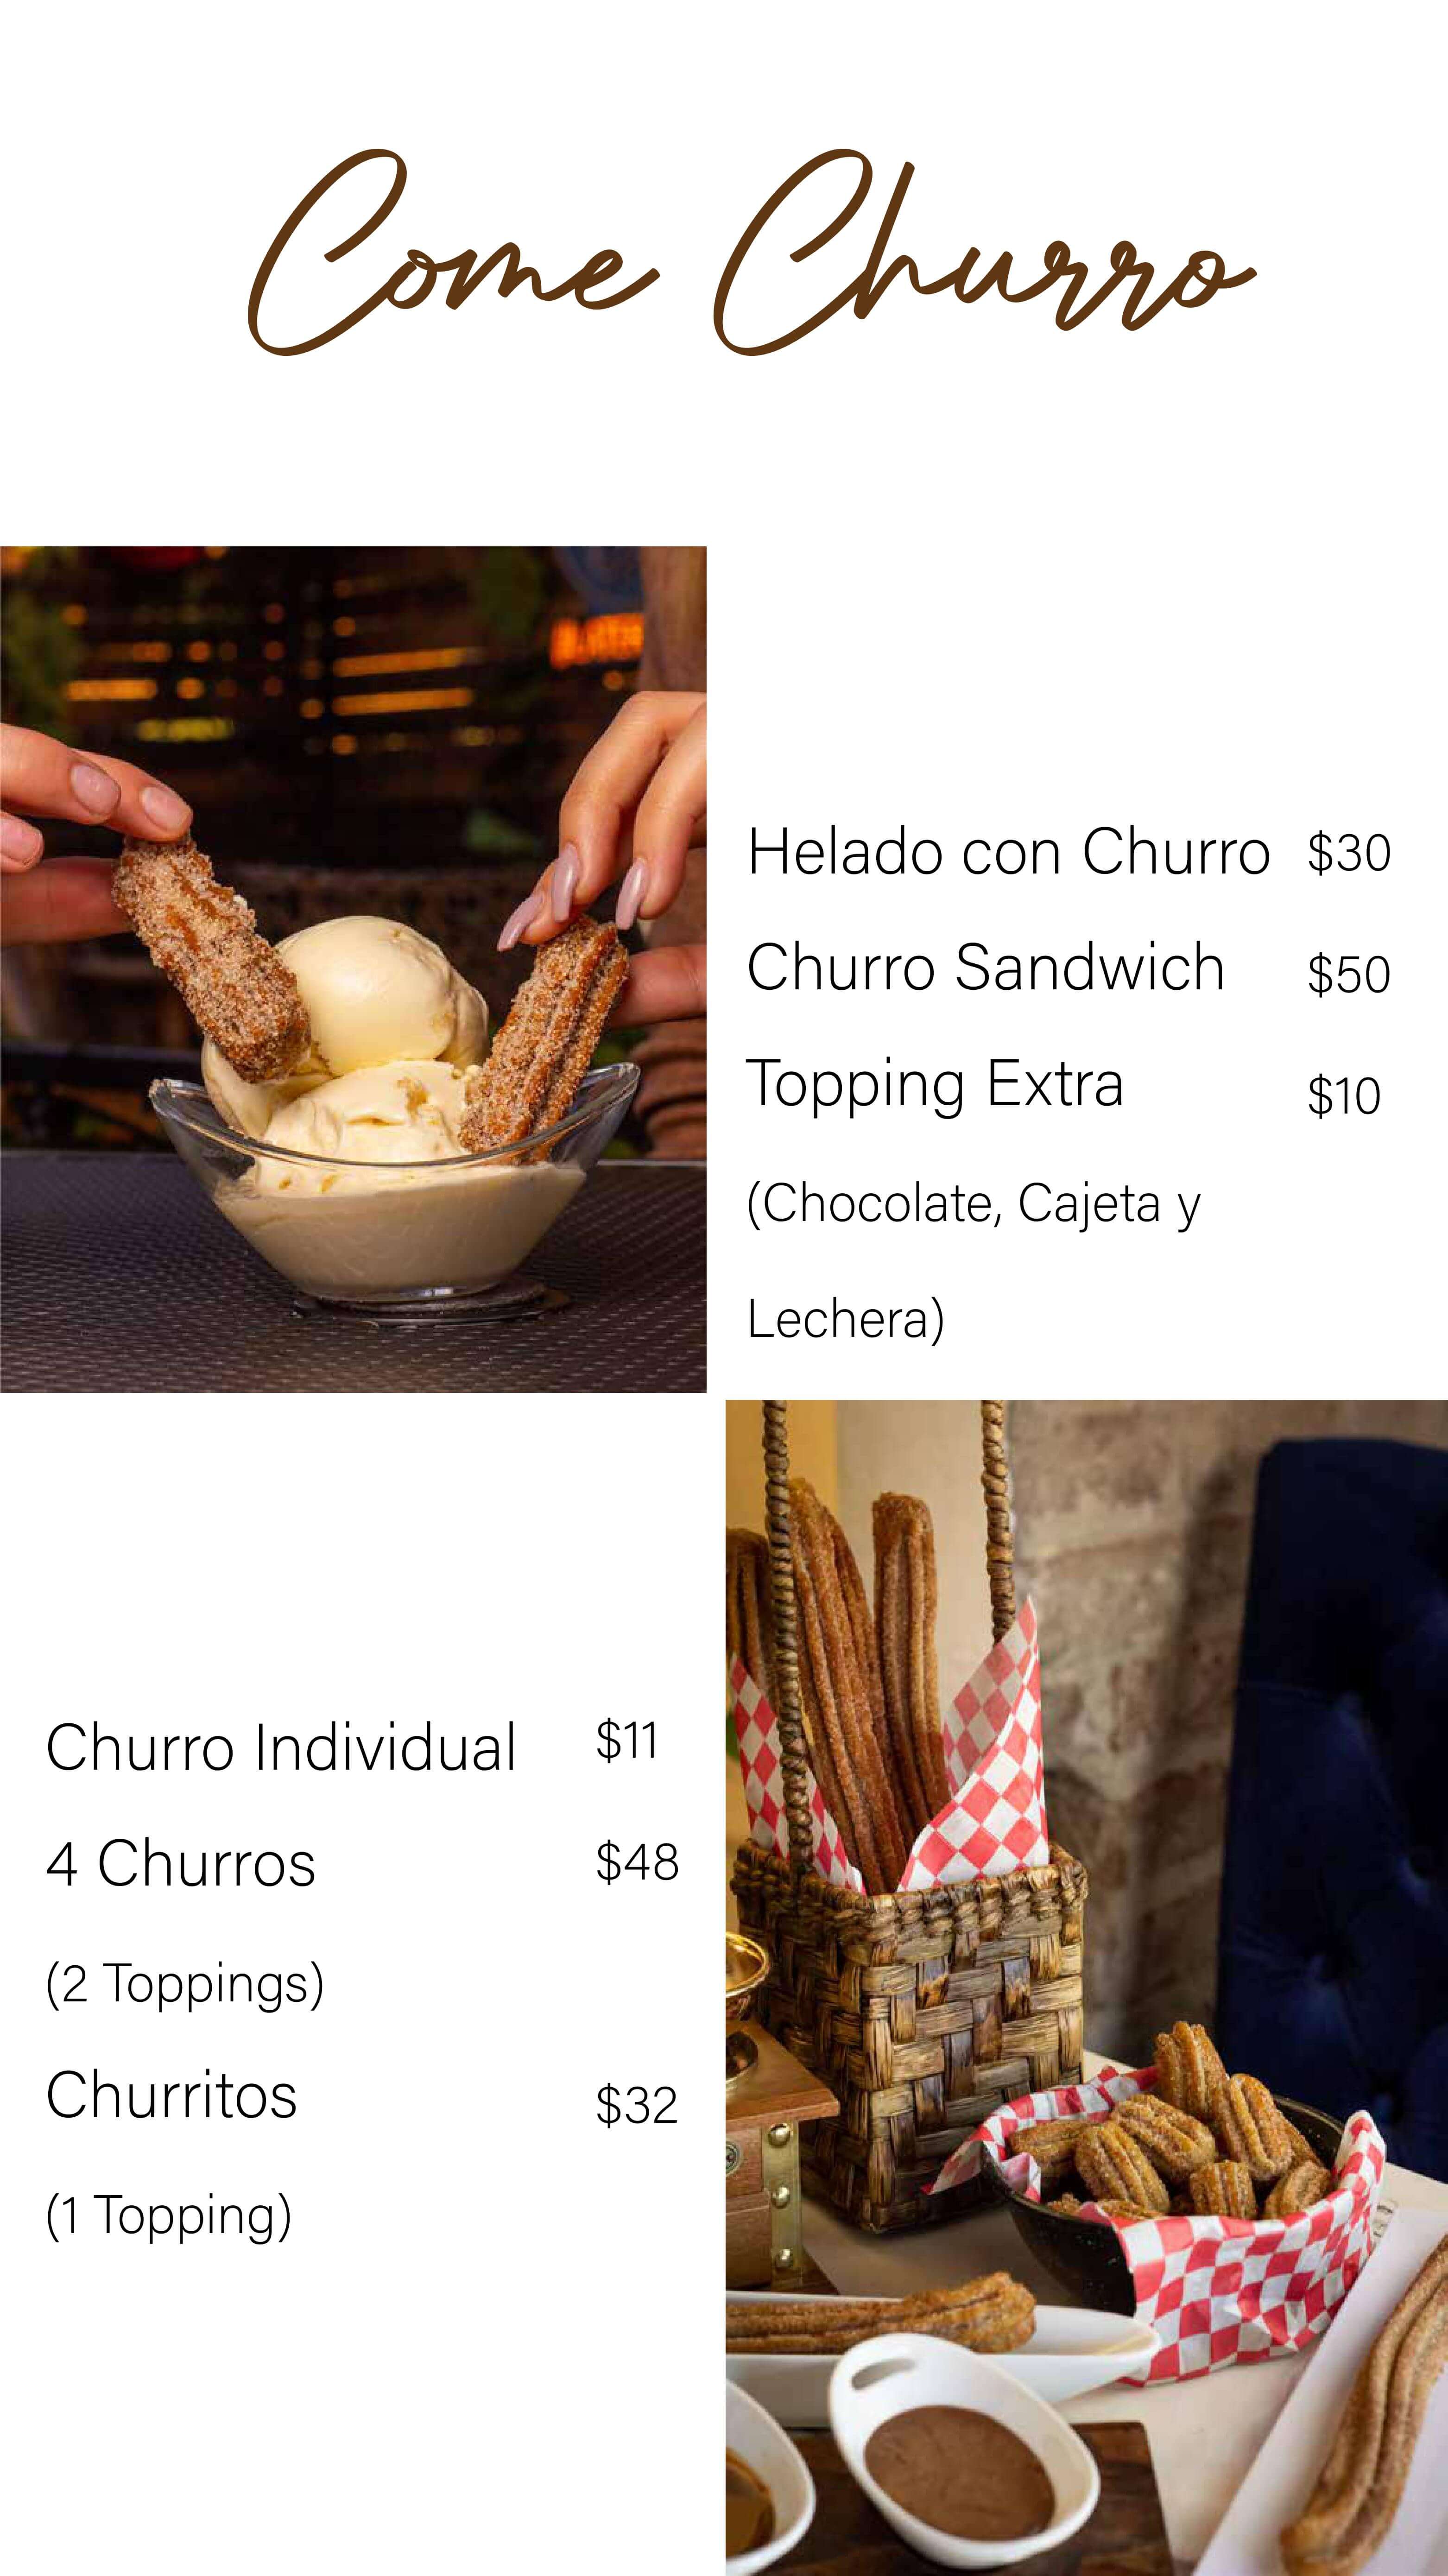 Come Churro
Helado con Churro $30
Churro Sandwich $50
Topping Extra $10
(Chocolate, Cajeta y
Lechera)
Churro Individual $11
4 Churros $48
(2 Toppings)
Churritos $32
(1 Topping)